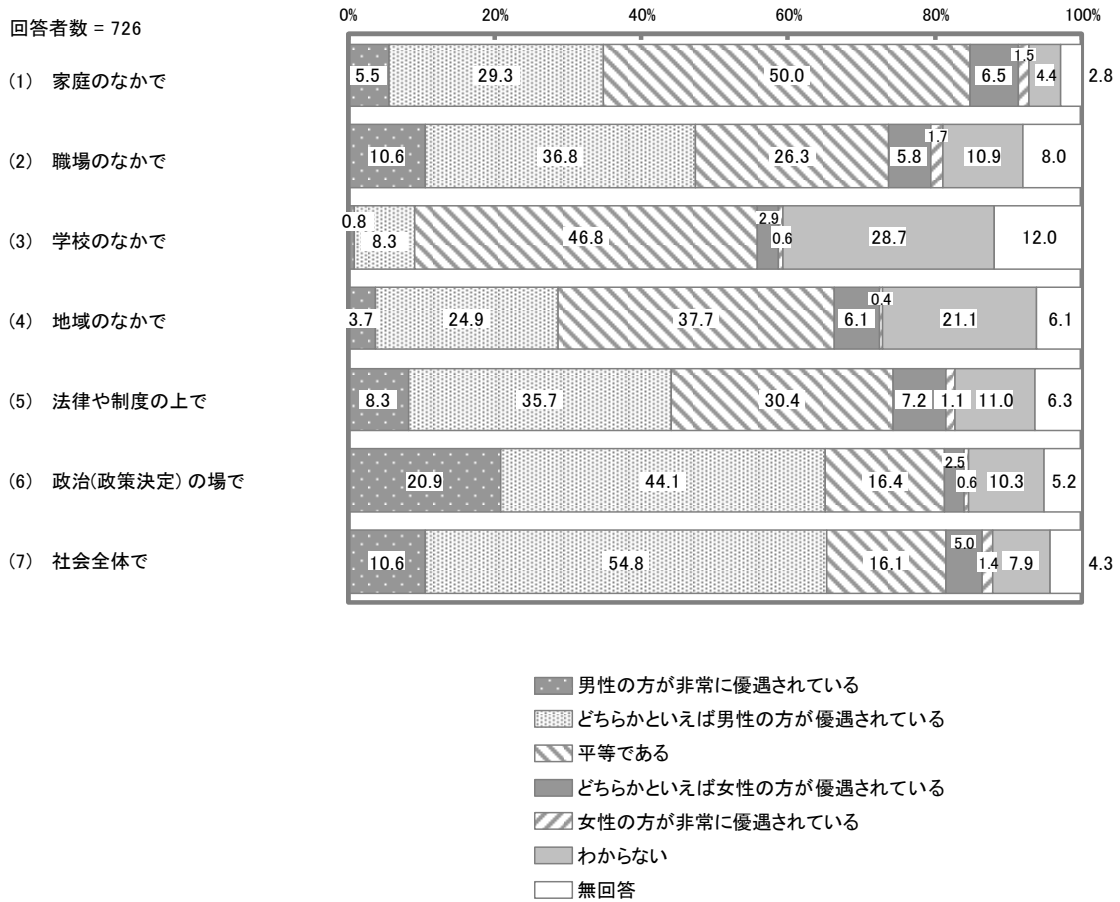 回答者数 = 726
0% 20% 40% 60% 80% 100%
(1) 家庭のなかで 5.5 29.3 50.0 6.5 1.5 4.4 2.8
(2) 職場のなかで 10.6 36.8 26.3 5.8 1.7 10.9 8.0
(3) 学校のなかで 0.8 8.3 46.8 2.9 0.6 28.7 12.0
(4) 地域のなかで 3.7 24.9 37.7 6.1 0.4 21.1 6.1
(5) 法律や制度の上で 8.3 35.7 30.4 7.2 1.1 11.0 6.3
(6) 政治(政策決定) の場で 20.9 44.1 16.4 2.5 0.6 10.3 5.2
(7) 社会全体で 10.6 54.8 16.1 5.0 1.4 7.9 4.3
男性の方が非常に優遇されている
どちらかといえば男性の方が優遇されている
平等である
どちらかといえば女性の方が優遇されている
女性の方が非常に優遇されている
わからない
無回答